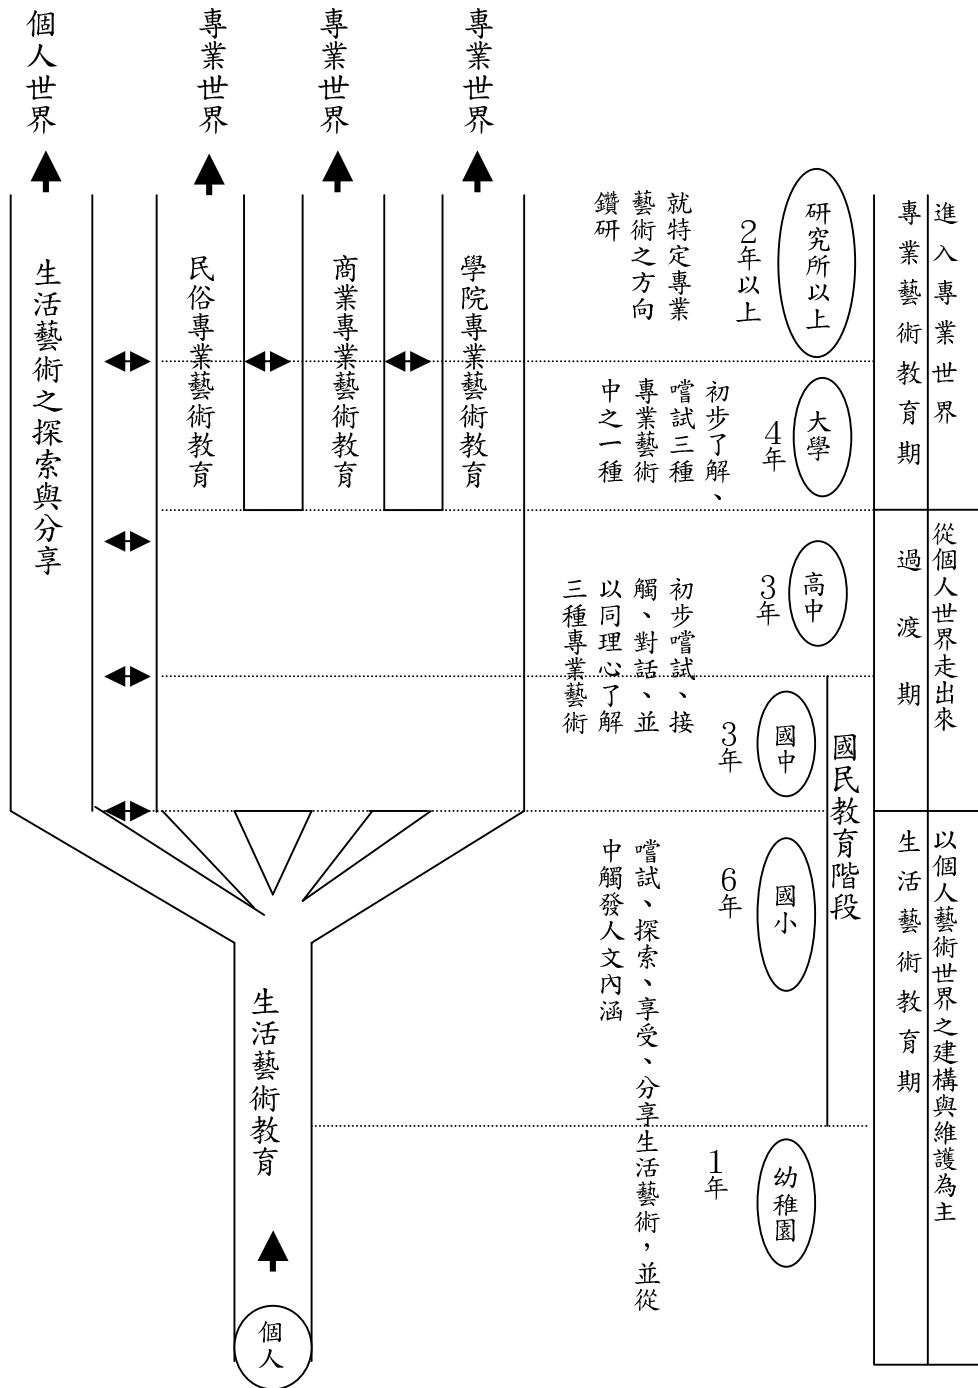 個人世界
專業世界
專業世界
專業世界
生活藝術之探索與分享
民俗專業藝術教育
商業專業藝術教育
學院專業藝術教育
生活藝術教育
個人
進入專業世界
專業藝術教育期
研究所以上
2年以上
就特定專業
藝術之方向
鑽研
大學
4年
初步了解、
嚐試三種
專業藝術
中之一種
從個人世界走出來
過渡期
高中
3年
初步嚐試、接
觸、對話、並
以同理心了解
三種專業藝術
國民教育階段
國中
3年
以個人藝術世界之建構與維護為主
生活藝術教育期
國小
6年
嚐試、探索、享受、分享生活藝術，並從
中觸發人文內涵
幼稚園
1年